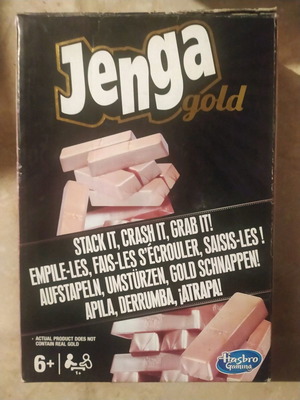 Jenga
gold
STACK IT, CRASH IT, GRAB IT!
EMPILE-LES, FAIS-LES S'ÉCROULER, SAISIS-LES !
AUFSTAPELN, UMSTÜRZEN, GOLD SCHNAPPEN!
APILA, DERRUMBA, ¡ATRAPA!
• ACTUAL PRODUCT DOES NOT
CONTAIN REAL GOLD
6+
1+
Hasbro
Gaming